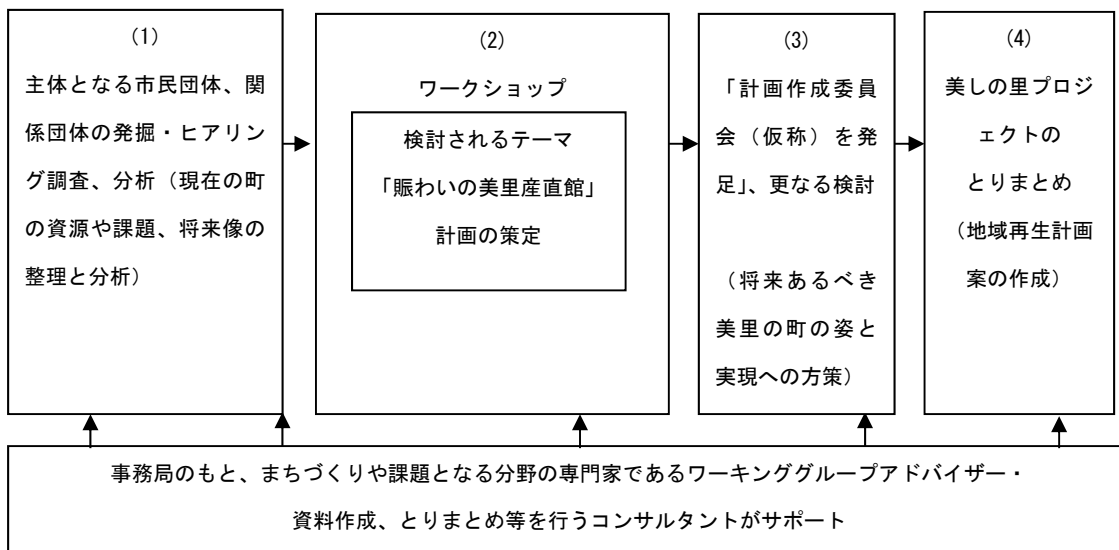 (1)
主体となる市民団体、関
係団体の発掘・ヒアリン
グ調査、分析（現在の町
の資源や課題、将来像の
整理と分析）
(2)
ワークショップ
検討されるテーマ
「賑わいの美里産直館」
計画の策定
(3)
「計画作成委員
会（仮称）を発
足」、更なる検討
（将来あるべき
美里の町の姿と
実現への方策）
(4)
美しの里プロジ
ェクトの
とりまとめ
（地域再生計画
案の作成）
事務局のもと、まちづくりや課題となる分野の専門家であるワーキンググループアドバイザー・
資料作成、とりまとめ等を行うコンサルタントがサポート